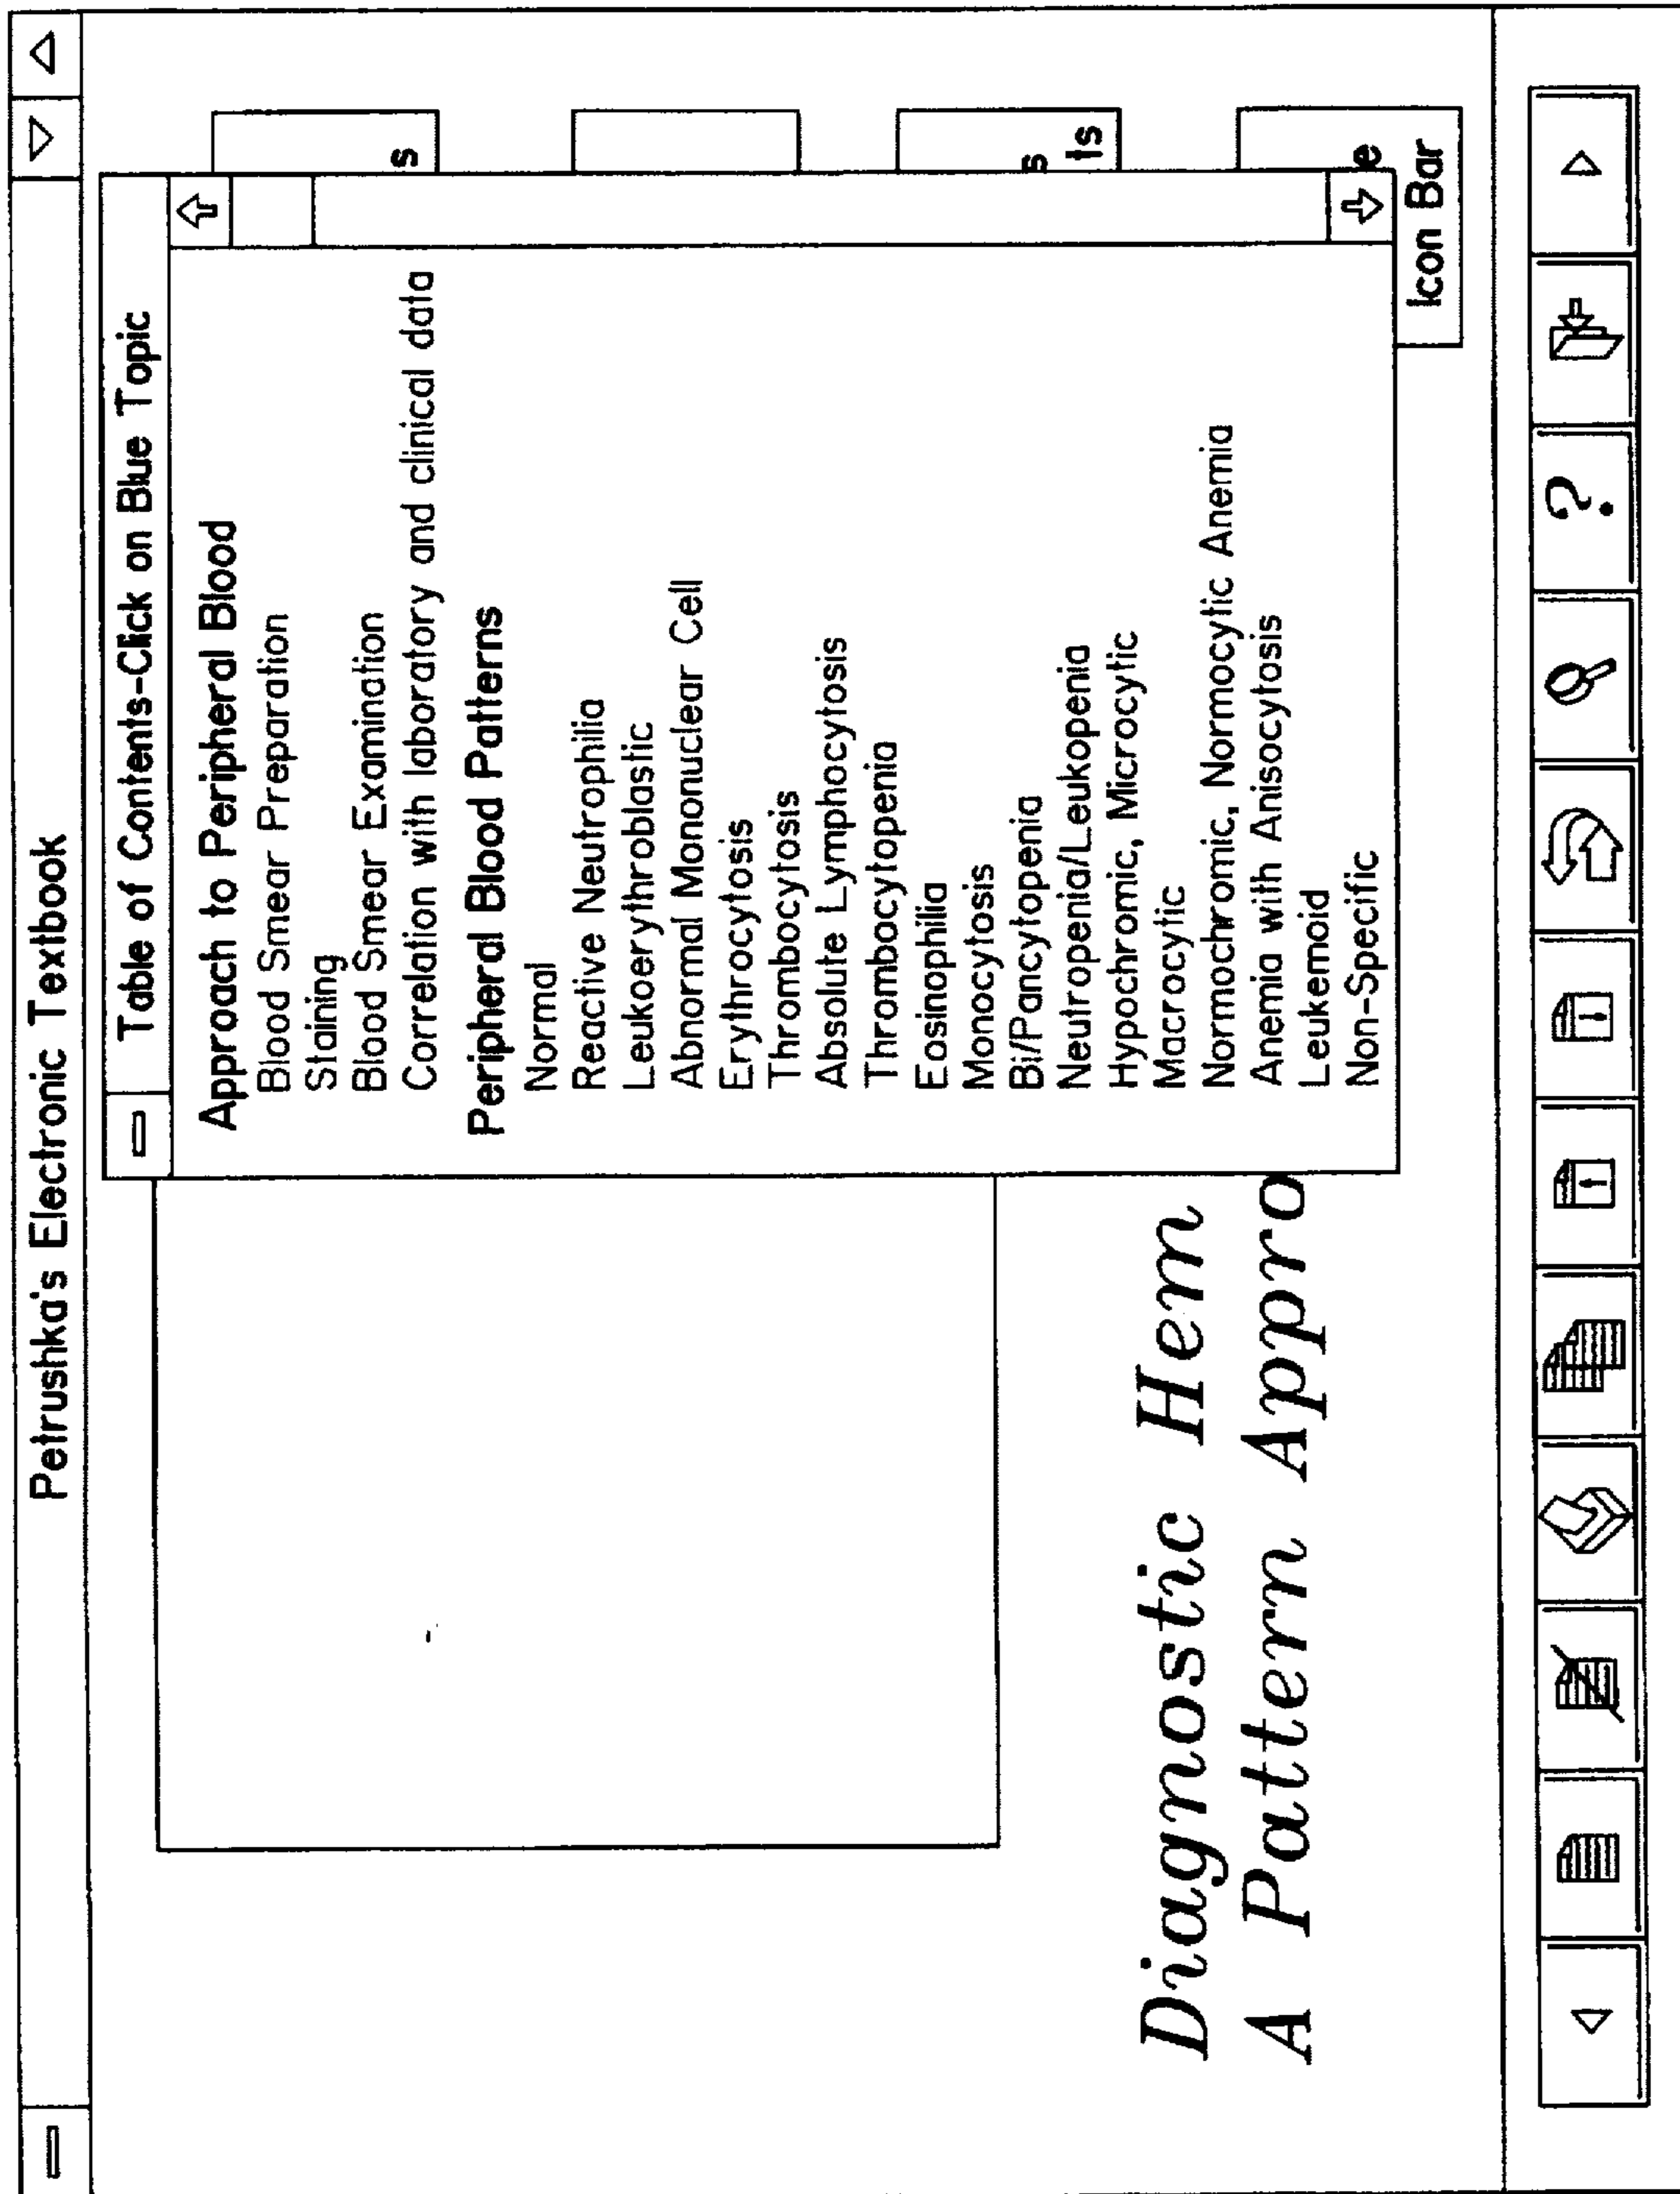 Petrushka's Electronic Textbook
Table of Contents-Click on Blue Topic
Approach to Peripheral Blood
Blood Smear Preparation
Staining
Blood Smear Examination
Correlation with laboratory and clinical data
Peripheral Blood Patterns
Normal
Reactive Neutrophilia
Leukoerythroblastic
Abnormal Mononuclear Cell
Erythrocytosis
Thrombocytosis
Absolute Lymphocytosis
Thrombocytopenia
Eosinophilia
Monocytosis
Bi/Pancytopenia
Neutropenia/Leukopenia
Hypochromic, Microcytic
Macrocytic
Normochromic, Normocytic Anemia
Anemia with Anisocytosis
Leukemoid
Non-Specific
s
s
ts
e
Icon Bar
Diagnostic Hem
A Pattern Appro
?